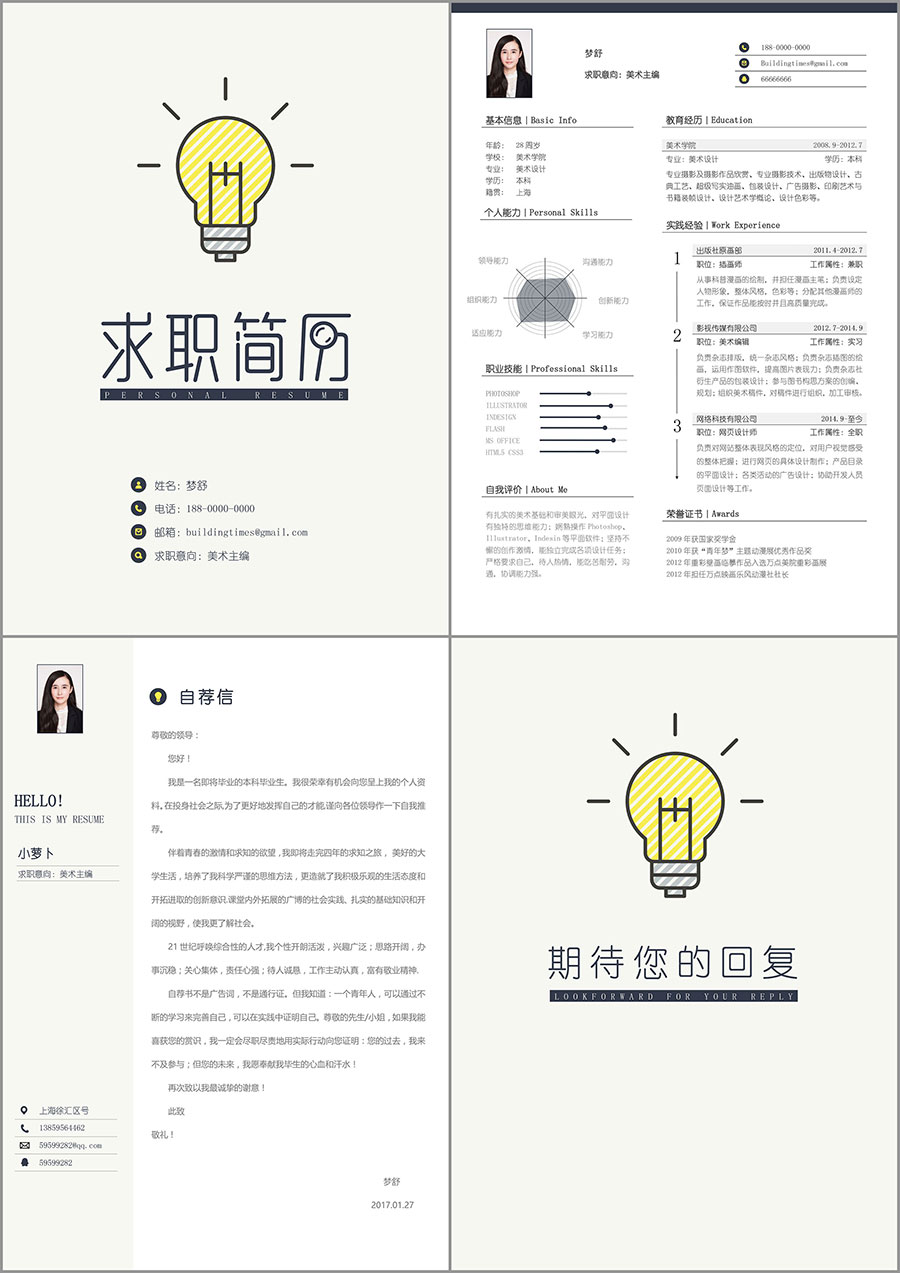 求职简历
PERSONAL RESUME
姓名：梦舒
电话：188-0000-0000
邮箱：buildingtimes@gmail.com
求职意向：美术主编
梦舒
求职意向：美术主编
188-0000-0000
Buildingtimes@gmail.com
66666666
基本信息 | Basic Info
年龄： 28 周岁
学校： 美术学院
专业： 美术设计
学历： 本科
籍贯： 上海
个人能力 | Personal Skills
领导能力
沟通能力
组织能力
创新能力
适应能力
学习能力
职业技能 | Professional Skills
PHOTOSHOP
ILLUSTRATOR
INDESIGN
FLASH
MS OFFICE
HTML5 CSS3
自我评价 | About Me
有扎实的美术基础和审美眼光，对平面设计
有独特的思维能力；娴熟操作 Photoshop、
Illustrator、Indesin 等平面软件；坚持不
懈的创作激情，能独立完成各项设计任务；
严格要求自己，待人热情，能吃苦耐劳，沟
通、协调能力强。
教育经历 | Education
美术学院 2008.9-2012.7
专业：美术设计 学历：本科
专业摄影及摄影作品欣赏、专业摄影技术、出版物设计、古
典工艺、超级写实油画、包装设计、广告摄影、印刷艺术与
书籍装帧设计、设计艺术学概论、设计色彩等。
实践经验 | Work Experience
1
出版社原画部 2011.4-2012.7
职位：插画师 工作属性：兼职
从事科普漫画的绘制，并担任漫画主笔；负责设定
人物形象，整体风格，色彩等；分配其他漫画师的
工作，保证作品能按时并且高质量完成。
2
影视传媒有限公司 2012.7-2014.9
职位：美术编辑 工作属性：实习
负责杂志排版，统一杂志风格；负责杂志插图的绘
画，运用作图软件，提高图片表现力；负责杂志社
衍生产品的包装设计；参与图书构思方案的创编，
规划；组织美术稿件，对稿件进行组织，加工审核。
3
网络科技有限公司 2014.9-至今
职位：网页设计师 工作属性：全职
负责对网站整体表现风格的定位，对用户视觉感受
的整体把握；进行网页的具体设计制作；产品目录
的平面设计；各类活动的广告设计；协助开发人员
页面设计等工作。
荣誉证书 | Awards
2009 年获国家奖学金
2010 年获“青年梦”主题动漫展优秀作品奖
2012 年重彩壁画临摹作品入选万点美院重彩画展
2012 年担任万点映画乐风动漫社社长
HELLO!
THIS IS MY RESUME
小萝卜
求职意向：美术主编
上海徐汇区号
13859564462
59599282@qq.com
59599282
自荐信
尊敬的领导：
您好！
我是一名即将毕业的本科毕业生。我很荣幸有机会向您呈上我的个人资
料。在投身社会之际,为了更好地发挥自己的才能,谨向各位领导作一下自我推
荐。
伴着青春的激情和求知的欲望，我即将走完四年的求知之旅， 美好的大
学生活，培养了我科学严谨的思维方法，更造就了我积极乐观的生活态度和
开拓进取的创新意识.课堂内外拓展的广博的社会实践、扎实的基础知识和开
阔的视野，使我更了解社会。
21 世纪呼唤综合性的人才,我个性开朗活泼，兴趣广泛；思路开阔，办
事沉稳；关心集体，责任心强；待人诚恳，工作主动认真，富有敬业精神.
自荐书不是广告词，不是通行证。但我知道：一个青年人，可以通过不
断的学习来完善自己，可以在实践中证明自己。尊敬的先生/小姐，如果我能
喜获您的赏识，我一定会尽职尽责地用实际行动向您证明：您的过去，我来
不及参与；但您的未来，我愿奉献我毕生的心血和汗水！
再次致以我最诚挚的谢意！
此致
敬礼！
梦舒
2017.01.27
期待您的回复
LOOKFORWARD FOR YOUR REPLY